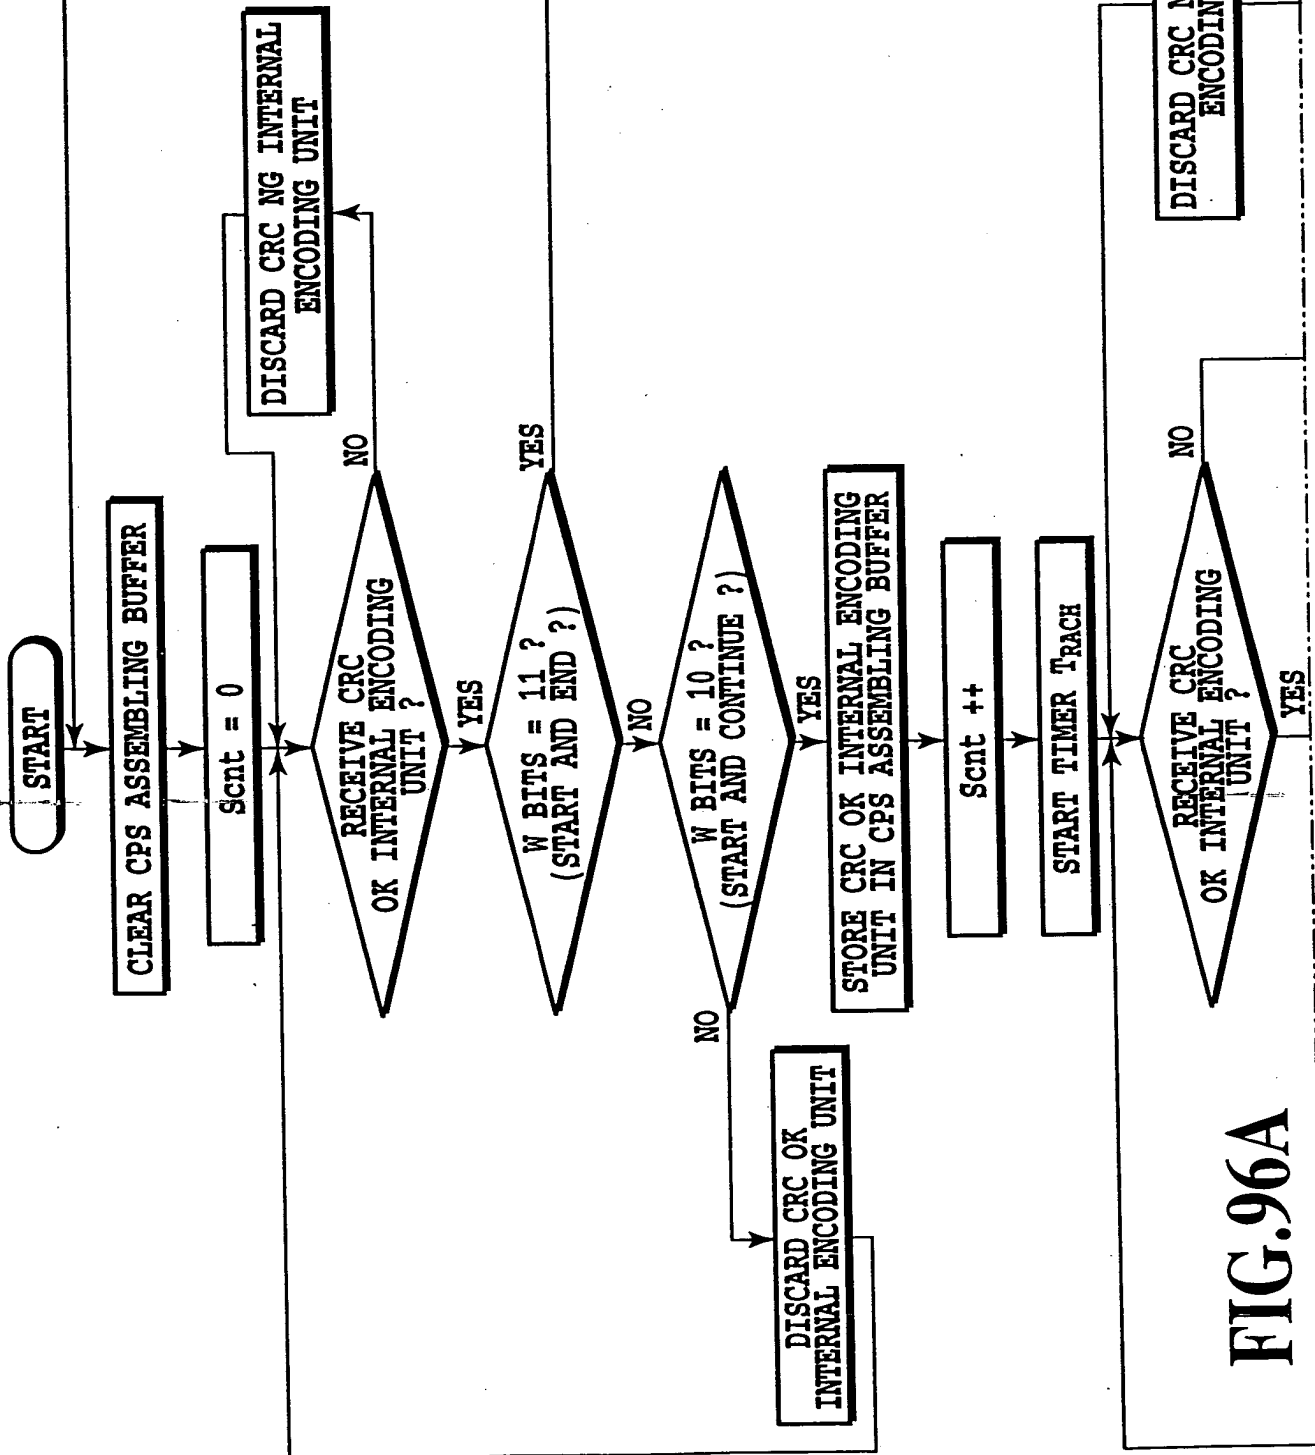 START
CLEAR CPS ASSEMBLING BUFFER
Scnt = 0
DISCARD CRC NG INTERNAL
ENCODING UNIT
RECEIVE CRC
OK INTERNAL ENCODING
UNIT
?
NO
YES
W BITS = 11 ?
(START AND END ?)
YES
NO
W BITS = 10 ?
(START AND CONTINUE ?)
NO
YES
DISCARD CRC OK
INTERNAL ENCODING UNIT
STORE CRC OK INTERNAL ENCODING
UNIT IN CPS ASSEMBLING BUFFER
Scnt ++
START TIMER TRACH
DISCARD CRC N
ENCODIN
RECEIVE CRC
OK INTERNAL ENCODING
UNIT ?
NO
YES
FIG.96A